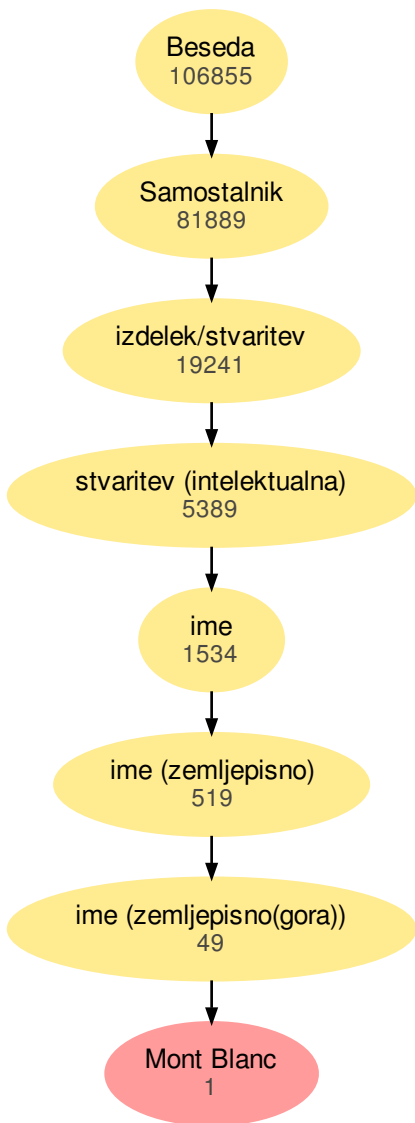 Beseda
106855
Samostalnik
81889
izdelek/stvaritev
19241
stvaritev (intelektualna)
5389
ime
1534
ime (zemljepisno)
519
ime (zemljepisno(gora))
49
Mont Blanc
1